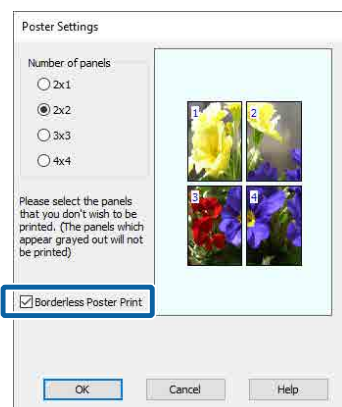 Poster Settings
Number of panels
2x1
2x2
3x3
4x4
Please select the panels
that you don't wish to be
printed. (The panels which
appear grayed out will not
be printed)
Borderless Poster Print
1 2
3 4
OK Cancel Help